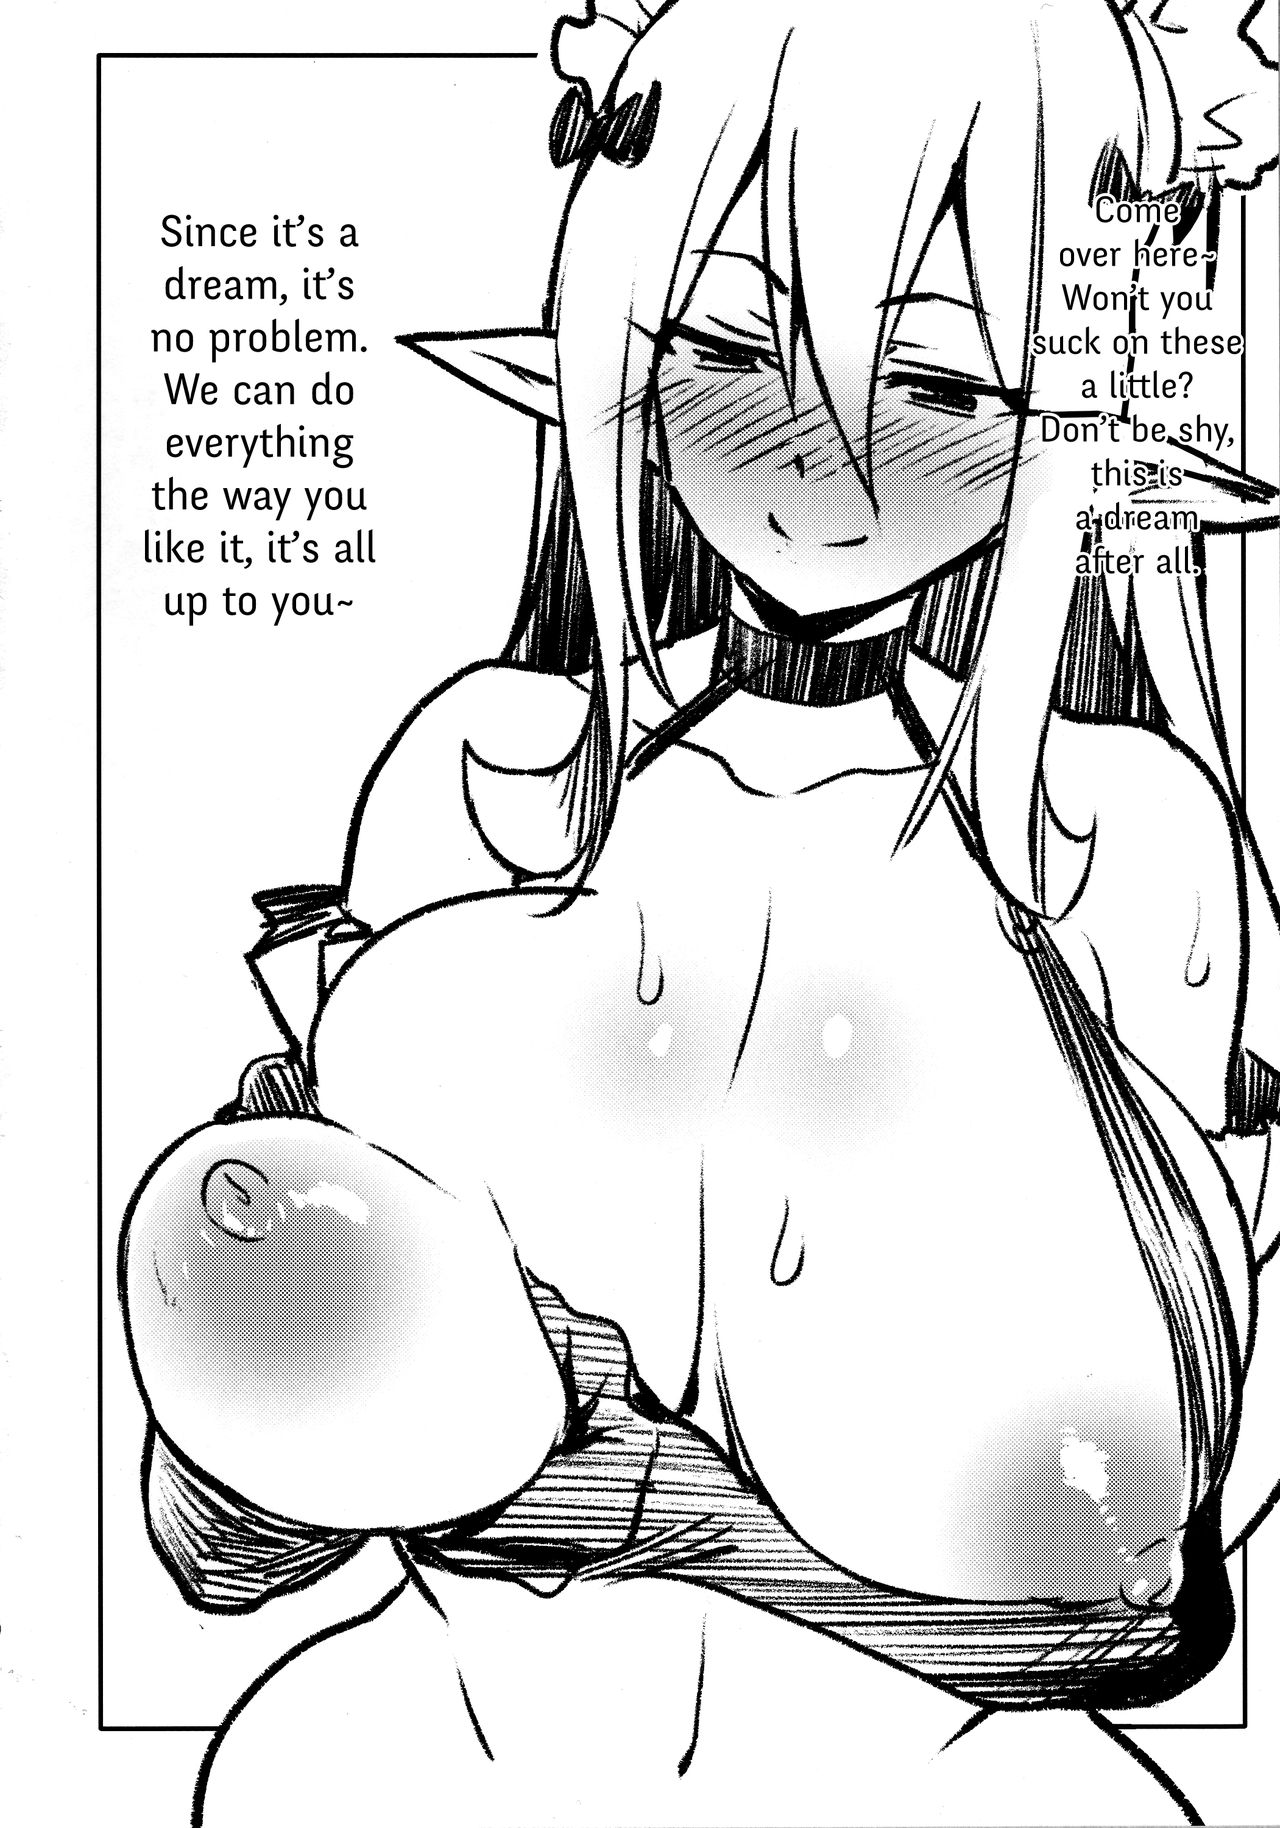 Come
over here~
Won't you
suck on these
a little?
Don't be shy,
this is
a dream
after all.
Since it's a
dream, it's
no problem.
We can do
everything
the way you
like it, it's all
up to you~